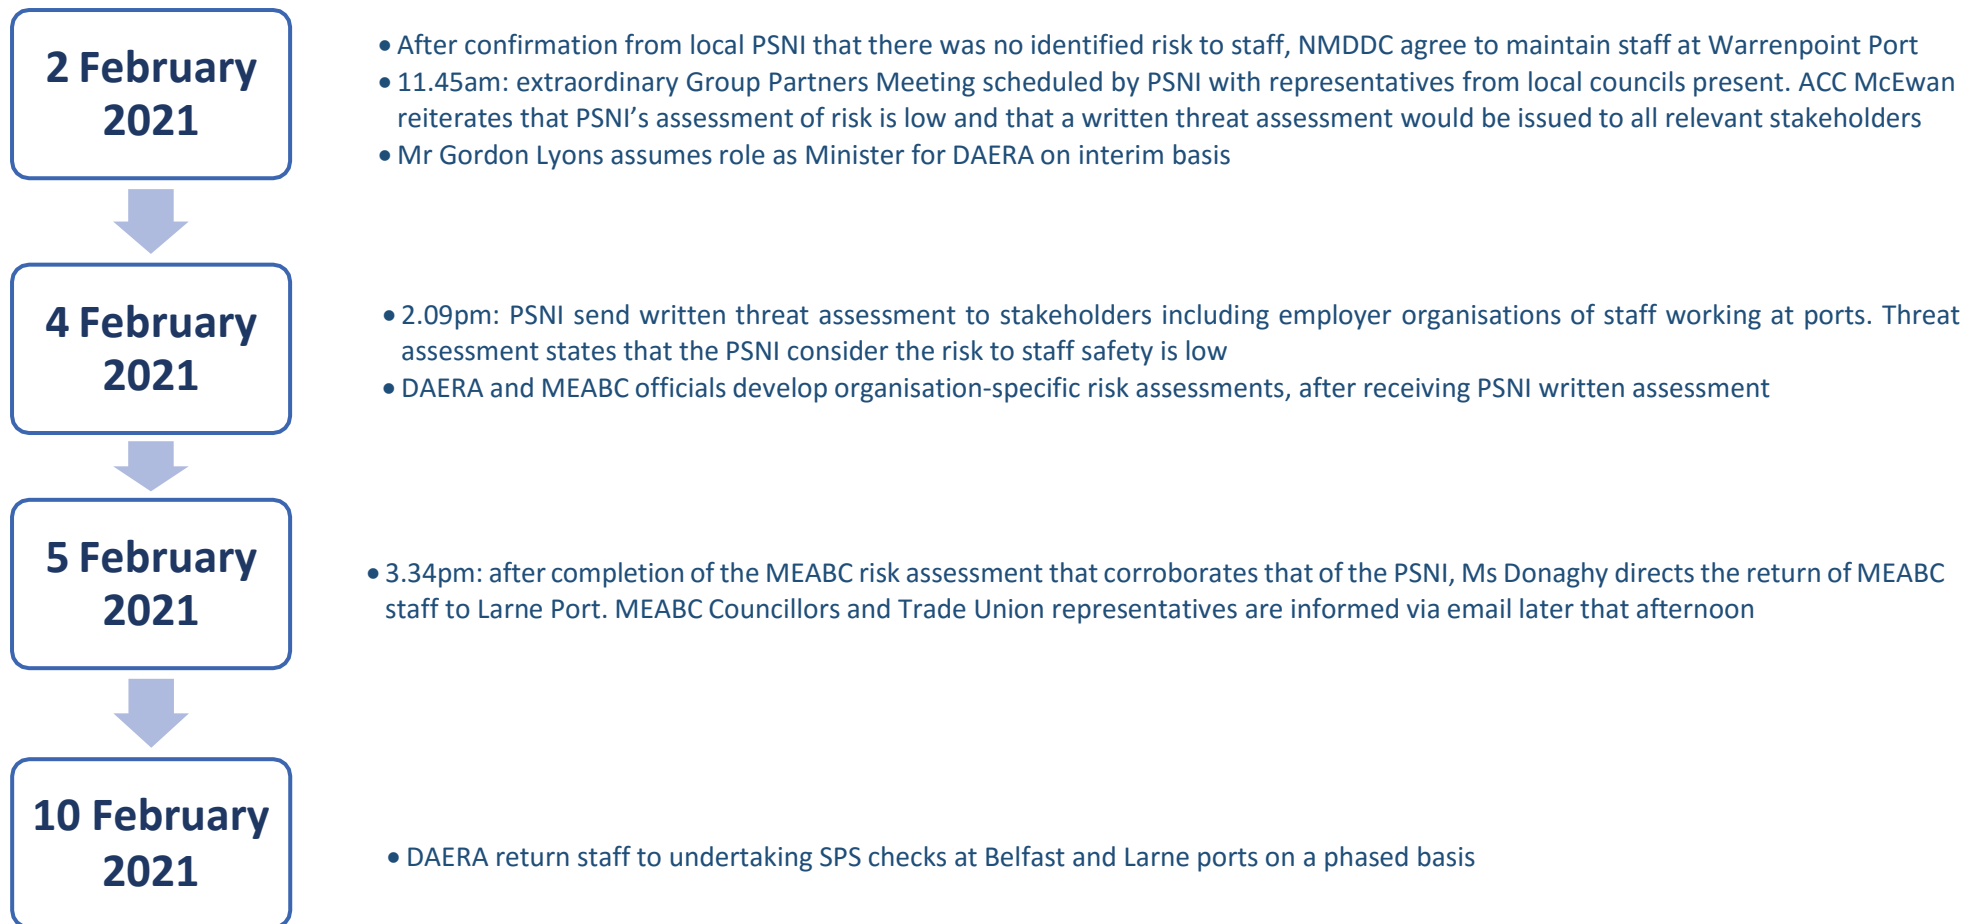 2 February
2021
• After confirmation from local PSNI that there was no identified risk to staff, NMDDC agree to maintain staff at Warrenpoint Port
• 11.45am: extraordinary Group Partners Meeting scheduled by PSNI with representatives from local councils present. ACC McEwan
reiterates that PSNI’s assessment of risk is low and that a written threat assessment would be issued to all relevant stakeholders
• Mr Gordon Lyons assumes role as Minister for DAERA on interim basis
4 February
2021
• 2.09pm: PSNI send written threat assessment to stakeholders including employer organisations of staff working at ports. Threat
assessment states that the PSNI consider the risk to staff safety is low
• DAERA and MEABC officials develop organisation-specific risk assessments, after receiving PSNI written assessment
5 February
2021
• 3.34pm: after completion of the MEABC risk assessment that corroborates that of the PSNI, Ms Donaghy directs the return of MEABC
staff to Larne Port. MEABC Councillors and Trade Union representatives are informed via email later that afternoon
10 February
2021
• DAERA return staff to undertaking SPS checks at Belfast and Larne ports on a phased basis